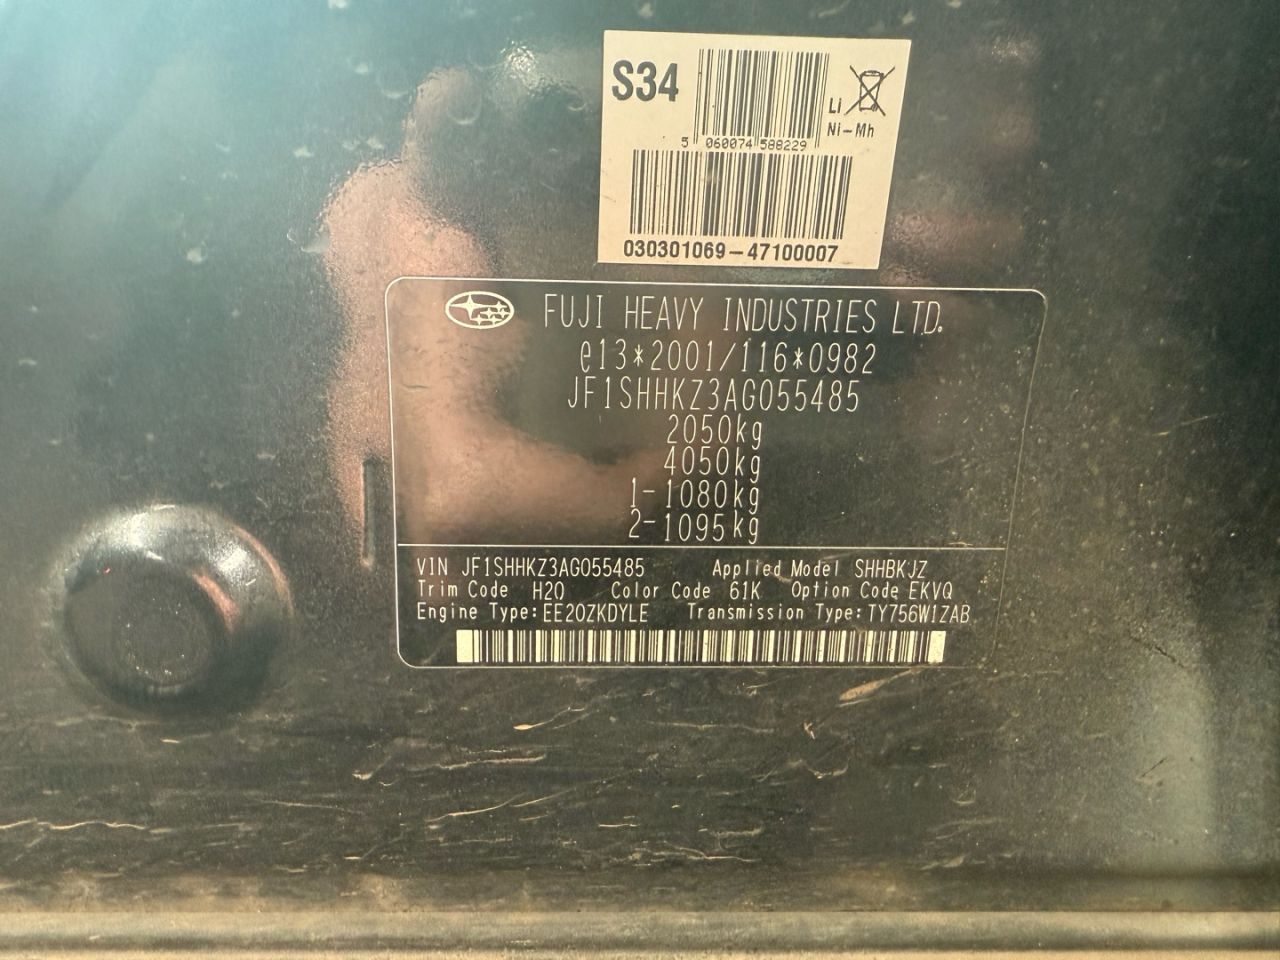 S34
Li
Ni-Mh
5 060074 588229
030301069-47100007
FUJI HEAVY INDUSTRIES LTD.
e13*2001/116*0982
JF1SHHKZ3AG055485
2050kg
4050kg
1-1080kg
2-1095kg
VIN JF1SHHKZ3AG055485 Applied Model SHHBKJZ
Trim Code H20 Color Code 61K Option Code EKVQ
Engine Type:EE20ZKDYLE Transmission Type:TY756W1ZAB